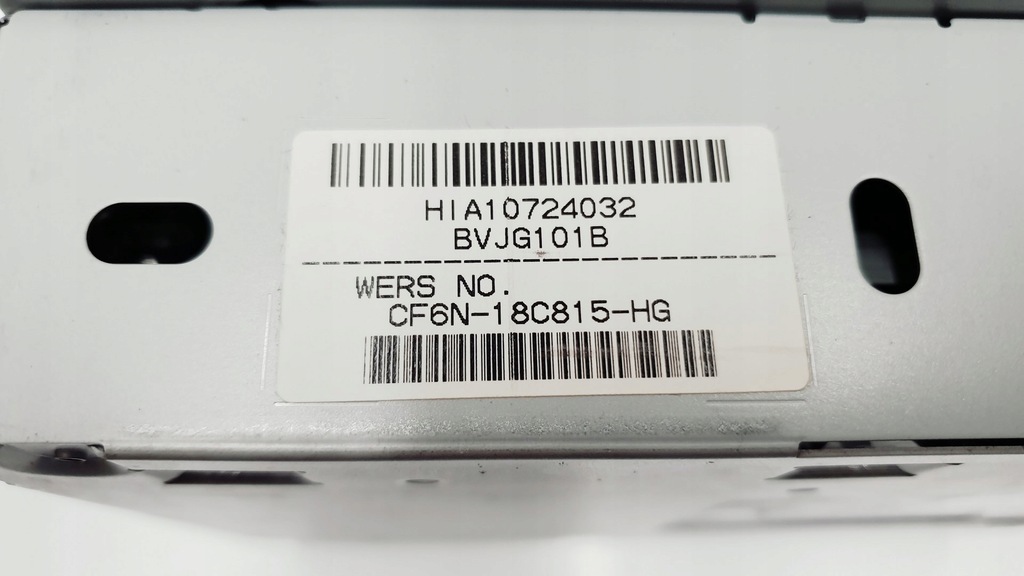 HIA10724032
BVJG101B
WERS NO.
CF6N-18C815-HG